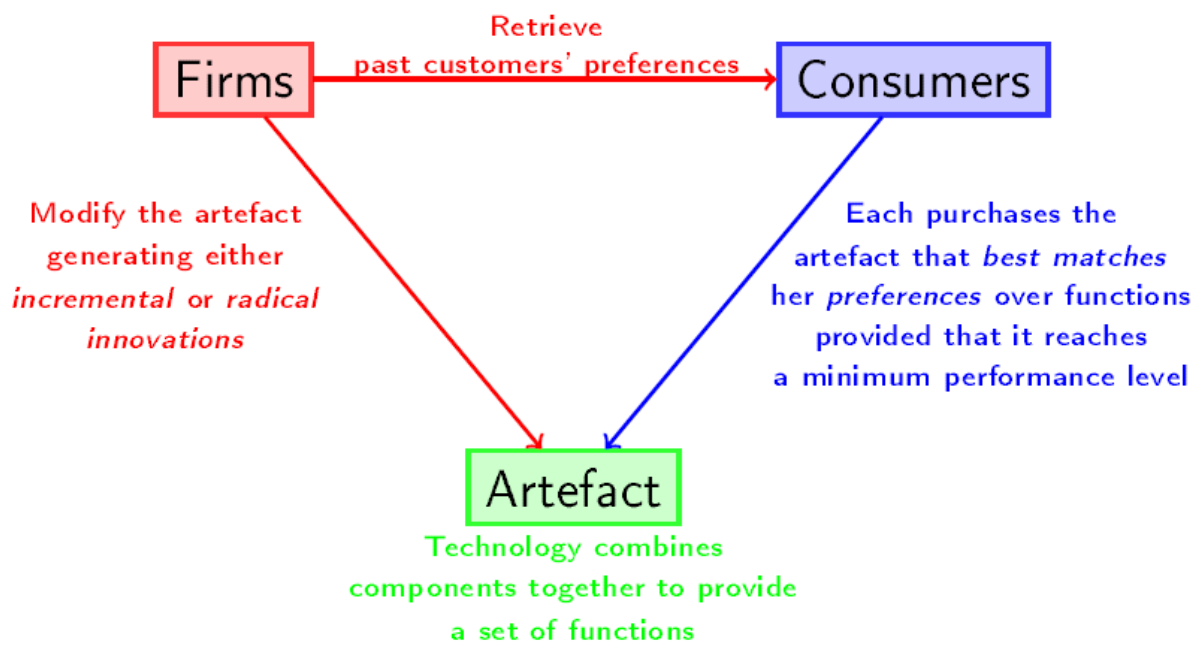 Retrieve
past customers' preferences
Firms
Consumers
Modify the artefact
generating either
incremental or radical
innovations
Each purchases the
artefact that best matches
her preferences over functions
provided that it reaches
a minimum performance level
Artefact
Technology combines
components together to provide
a set of functions